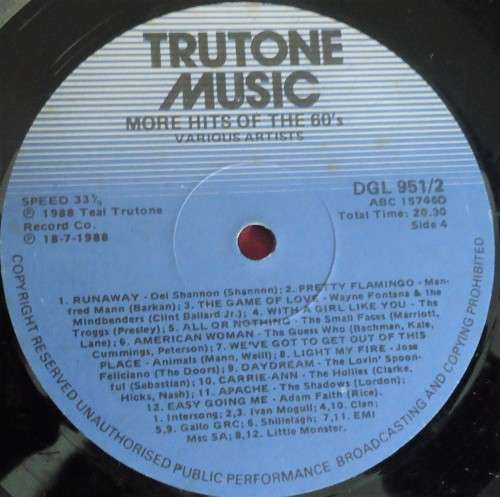 TRUTONE
MUSIC
MORE HITS OF THE 60's
VARIOUS ARTISTS
SPEED 33⅓
℗ 1988 Teal Trutone
Record Co.
℗ 18-7-1988
DGL 951/2
ABC 15746D
Total Time: 20.30
Side 4
1. RUNAWAY - Del Shannon (Shannon); 2. PRETTY FLAMINGO - Man-
fred Mann (Barkan); 3. THE GAME OF LOVE - Wayne Fontana & the
Mindbenders (Clint Ballard Jr.) 4. WITH A GIRL LIKE YOU - The
Troggs (Presley); 5. ALL OR NOTHING - The Small Faces (Marriott,
Lane); 6. AMERICAN WOMAN - The Guess Who (Bachman, Kale,
Cummings, Peterson); 7. WE'VE GOT TO GET OUT OF THIS
PLACE - Animals (Mann, Weill); 8. LIGHT MY FIRE - Jose
Feliciano (The Doors); 9. DAYDREAM - The Lovin' Spoon-
ful (Sebastian); 10. CARRIE-ANN - The Hollies (Clarke,
Hicks, Nash); 11. APACHE - The Shadows (Lordon);
12. EASY GOING ME - Adam Faith (Rice).
1. Intersong; 2,3. Ivan Mogull; 4,10. Clan;
5,9. Gallo GRC; 6. Shillelagh; 7,11. EMI
Msc SA; 8,12. Little Monster.
COPYRIGHT RESERVED UNAUTHORISED PUBLIC PERFORMANCE BROADCASTING AND COPYING PROHIBITED